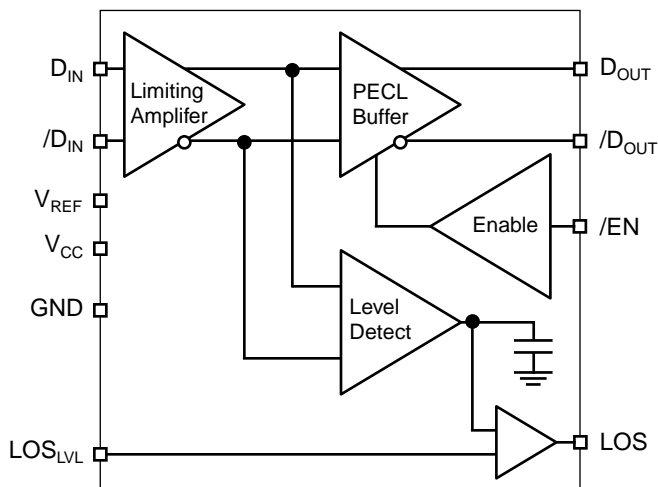 D_IN
Limiting
Amplifer
PECL
Buffer
D_OUT
/D_IN
/D_OUT
V_REF
Enable
/EN
V_CC
GND
Level
Detect
LOS_LVL
LOS